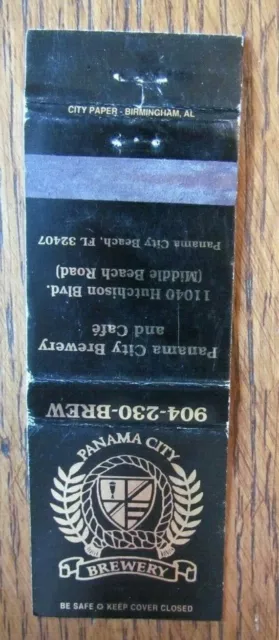 CITY PAPER - BIRMINGHAM, AL
Panama City Brewery
and Café
11040 Hutchison Blvd.
(Middle Beach Road)
Panama City Beach, FL 32407
904-230-BREW
PANAMA CITY
BREWERY
BE SAFE ✪ KEEP COVER CLOSED